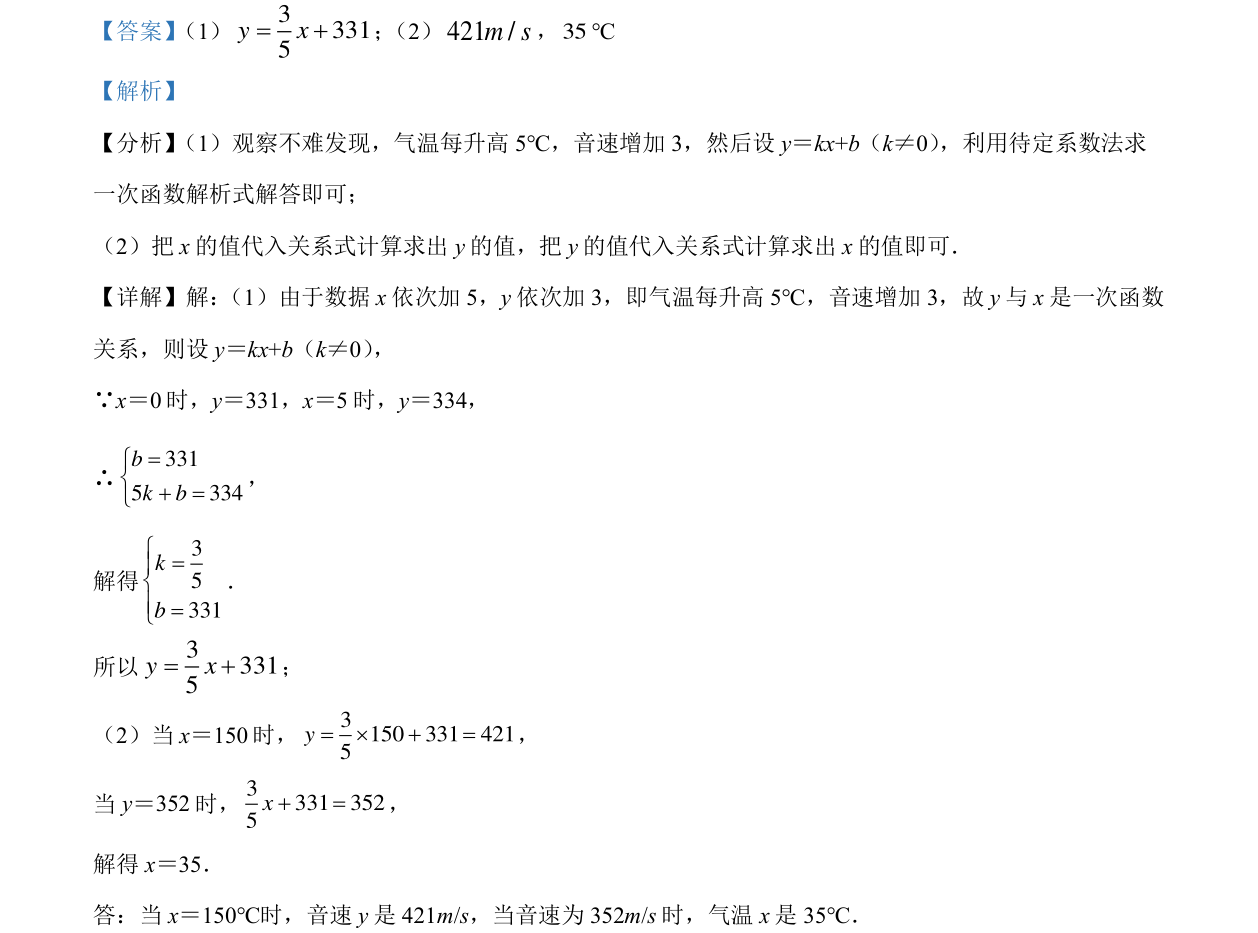 【答案】（1） y = 3/5 x + 331；（2） 421m / s ， 35 ℃
【解析】
【分析】（1）观察不难发现，气温每升高 5℃，音速增加 3，然后设 y＝kx+b（k≠0），利用待定系数法求
一次函数解析式解答即可；
（2）把 x 的值代入关系式计算求出 y 的值，把 y 的值代入关系式计算求出 x 的值即可．
【详解】解：（1）由于数据 x 依次加 5，y 依次加 3，即气温每升高 5℃，音速增加 3，故 y 与 x 是一次函数
关系，则设 y＝kx+b（k≠0），
∵x＝0 时，y＝331，x＝5 时，y＝334，
∴ { b = 331
5k + b = 334 ，
解得 { k = 3/5
b = 331 ．
所以 y = 3/5 x + 331；
（2）当 x＝150 时， y = 3/5 ×150 + 331 = 421，
当 y＝352 时， 3/5 x + 331 = 352，
解得 x＝35．
答：当 x＝150℃时，音速 y 是 421m/s，当音速为 352m/s 时，气温 x 是 35℃．